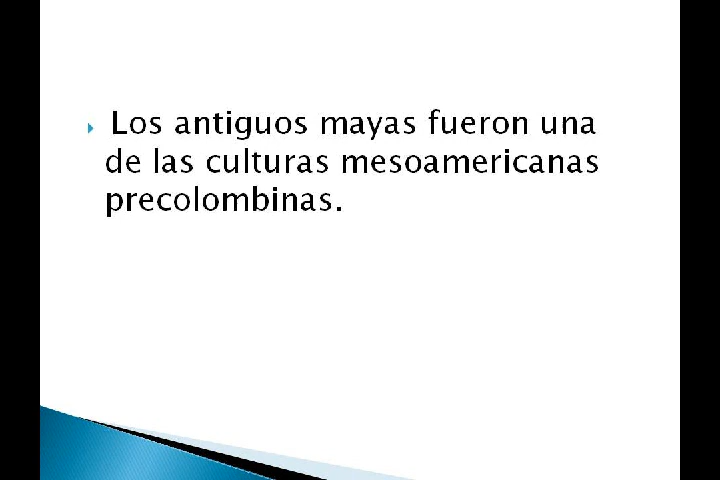 Los antiguos mayas fueron una
de las culturas mesoamericanas
precolombinas.